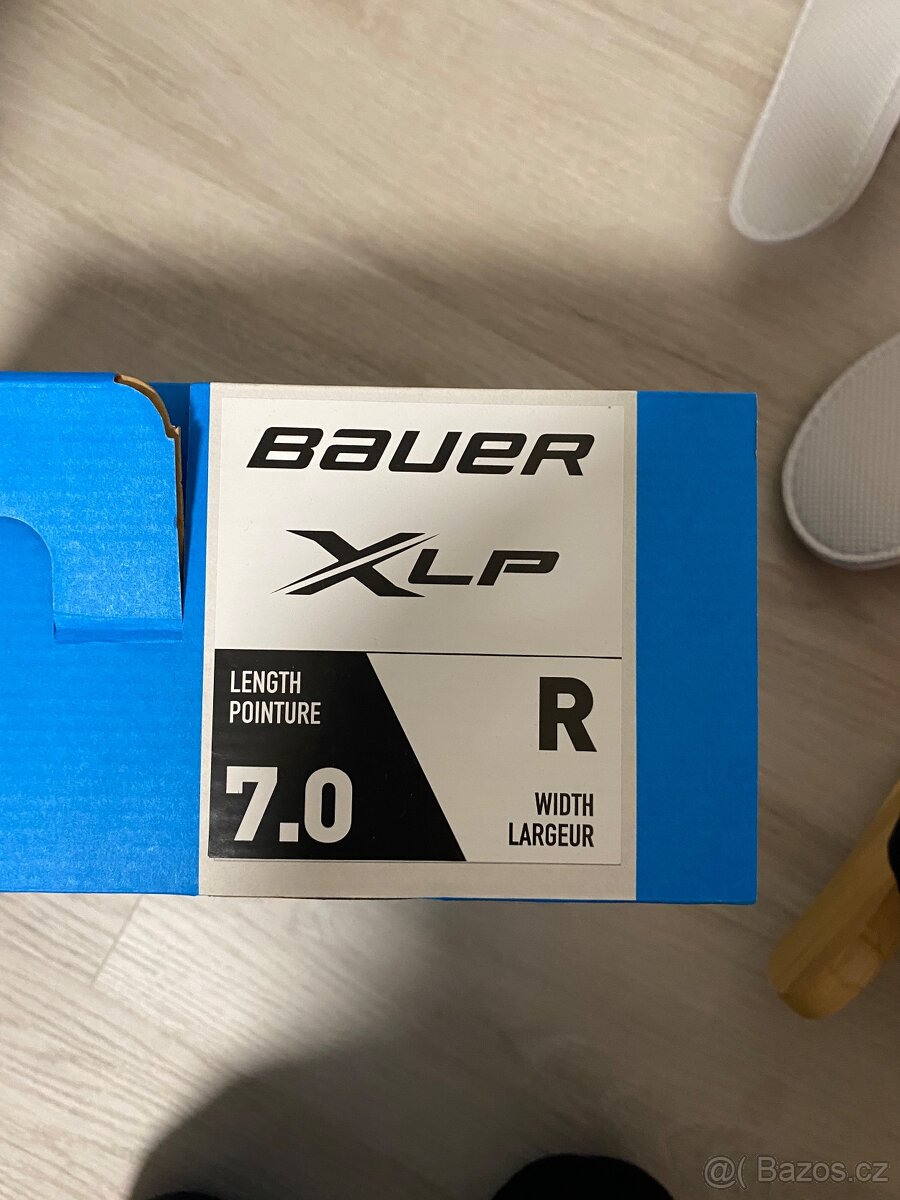 BAUER
XLP
LENGTH
POINTURE
7.0
R
WIDTH
LARGEUR
@( Bazos.cz